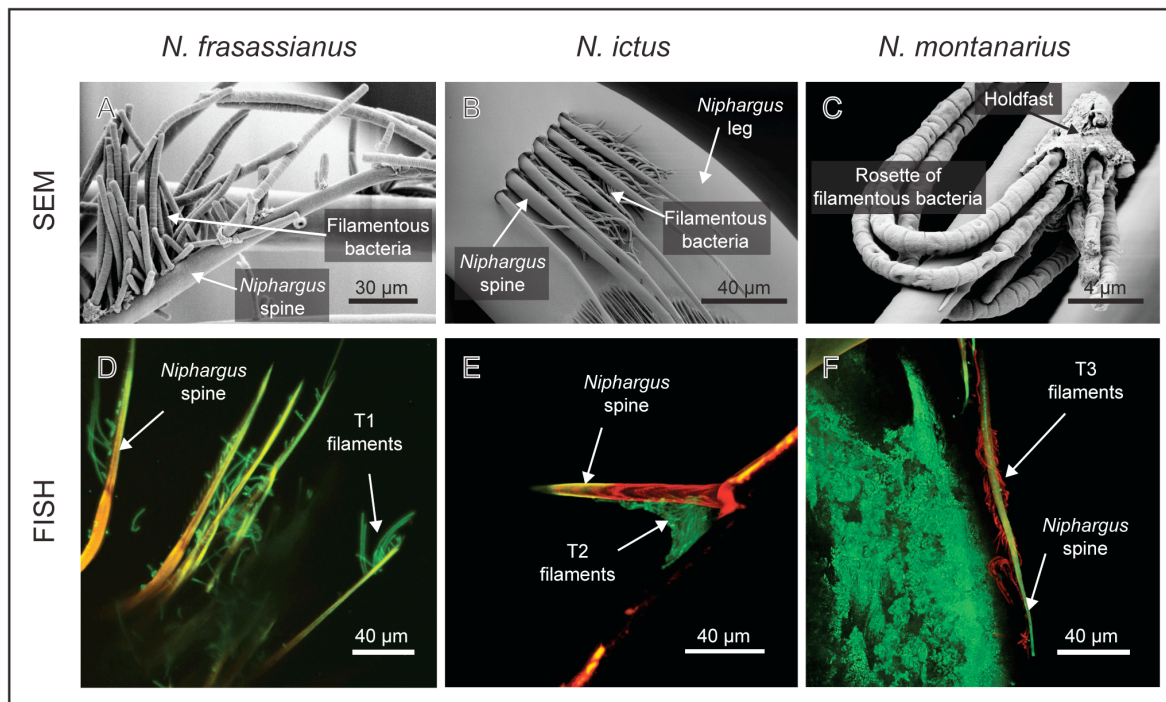 N. frasassianus
N. ictus
N. montanarius
SEM
A
Filamentous
bacteria
Niphargus
spine
30 µm
B
Niphargus
leg
Niphargus
spine
Filamentous
bacteria
40 µm
C
Holdfast
Rosette of
filamentous bacteria
4 µm
FISH
D
Niphargus
spine
T1
filaments
40 µm
E
Niphargus
spine
T2
filaments
40 µm
F
T3
filaments
Niphargus
spine
40 µm